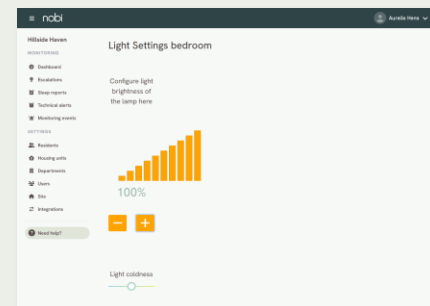 nobi
Aurelie Hens
Hillside Haven
MONITORING
Dashboard
Escalations
Sleep reports
Technical alerts
Monitoring events
SETTINGS
Residents
Housing units
Departments
Users
Site
Integrations
Need help?
Light Settings bedroom
Configure light
brightness of
the lamp here
100%
Light coldness